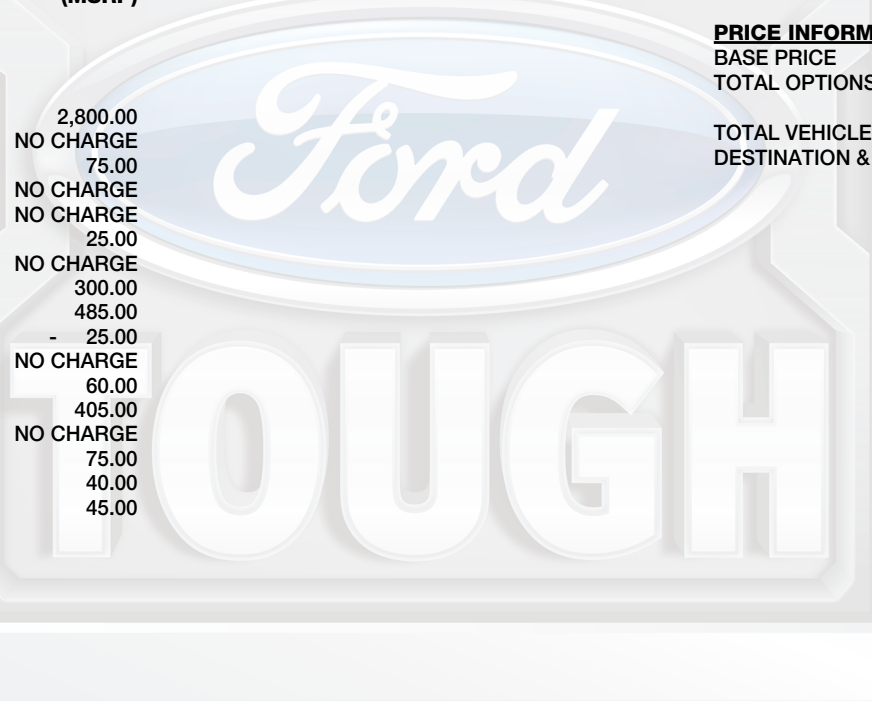 (MSRP)
2,800.00
NO CHARGE
75.00
NO CHARGE
NO CHARGE
25.00
NO CHARGE
300.00
485.00
- 25.00
NO CHARGE
60.00
405.00
NO CHARGE
75.00
40.00
45.00
PRICE INFORM
BASE PRICE
TOTAL OPTIONS
TOTAL VEHICLE
DESTINATION &
Ford
TOUGH